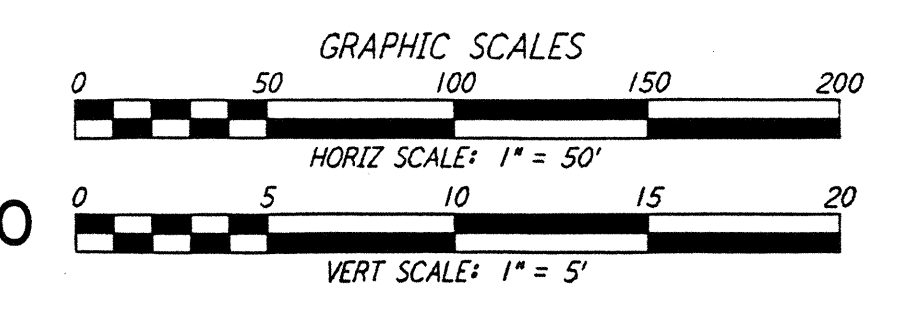 GRAPHIC SCALES
0 50 100 150 200
HORIZ SCALE: 1" = 50'
0 5 10 15 20
O
VERT SCALE: 1" = 5'